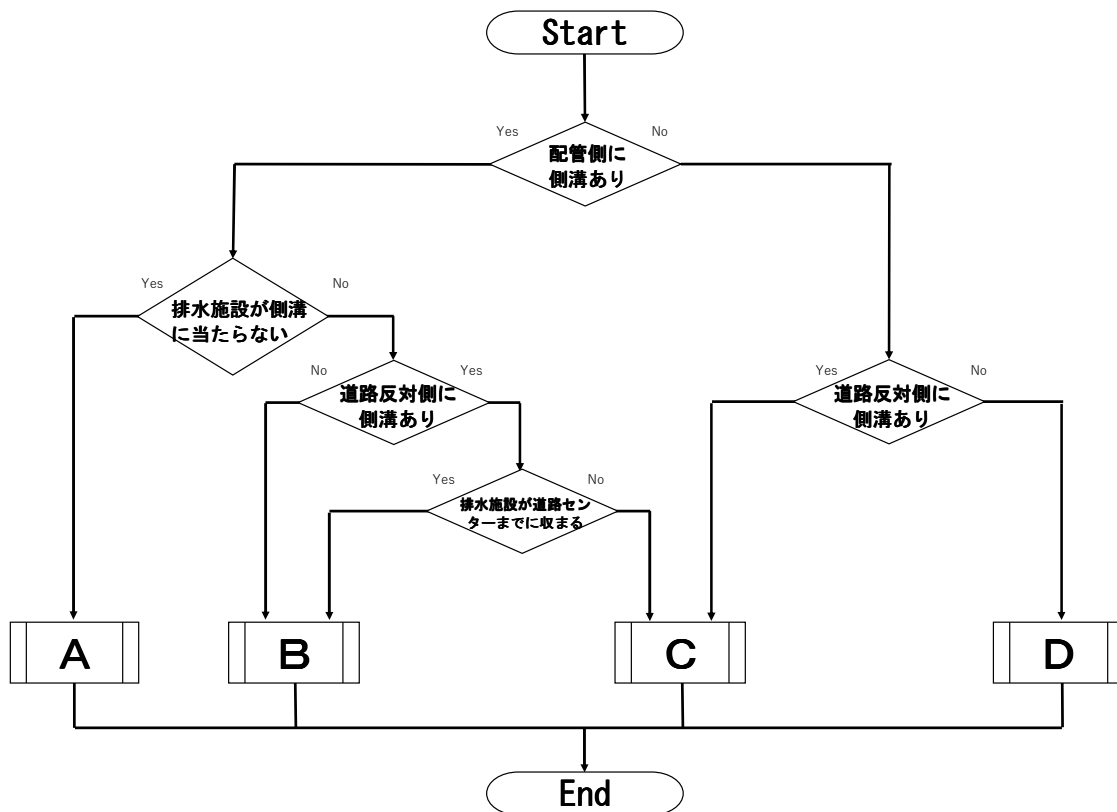 Start
Yes
No
配管側に
側溝あり
Yes
No
排水施設が側溝
に当たらない
No
Yes
道路反対側に
側溝あり
Yes
No
道路反対側に
側溝あり
Yes
No
排水施設が道路セン
ターまでに収まる
A
B
C
D
End